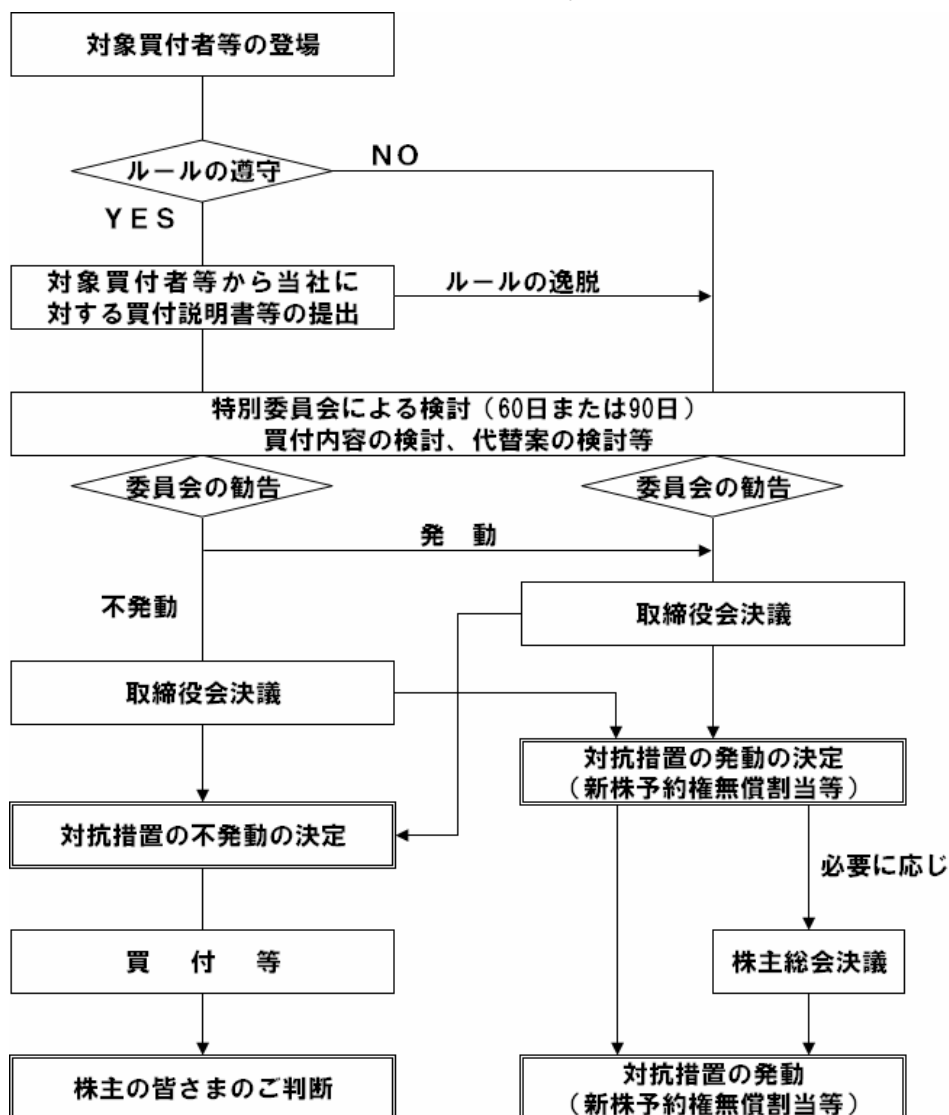 対象買付者等の登場
ルールの遵守
NO
YES
対象買付者等から当社に
対する買付説明書等の提出
ルールの逸脱
特別委員会による検討（60日または90日）
買付内容の検討、代替案の検討等
委員会の勧告
委員会の勧告
発 動
不発動
取締役会決議
取締役会決議
対抗措置の発動の決定
（新株予約権無償割当等）
対抗措置の不発動の決定
必要に応じ
買 付 等
株主総会決議
株主の皆さまのご判断
対抗措置の発動
（新株予約権無償割当等）